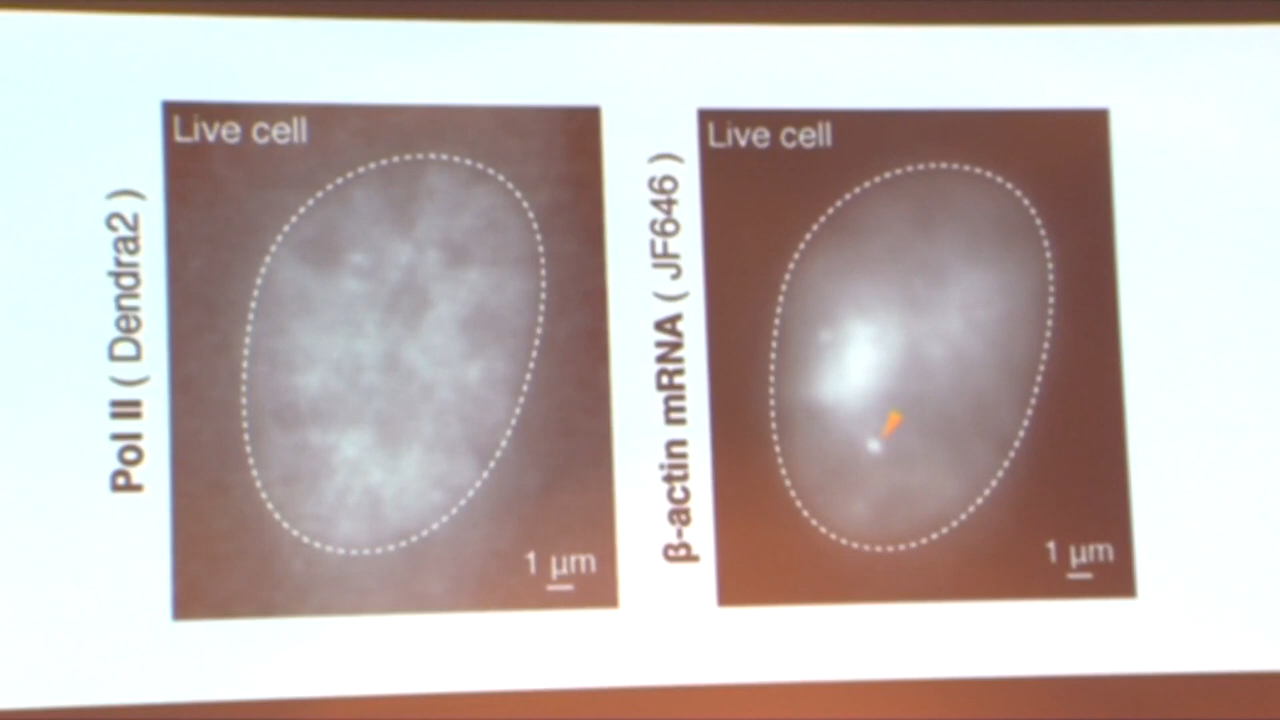 Pol II ( Dendra2 )
Live cell
1 µm
β-actin mRNA ( JF646 )
Live cell
1 µm